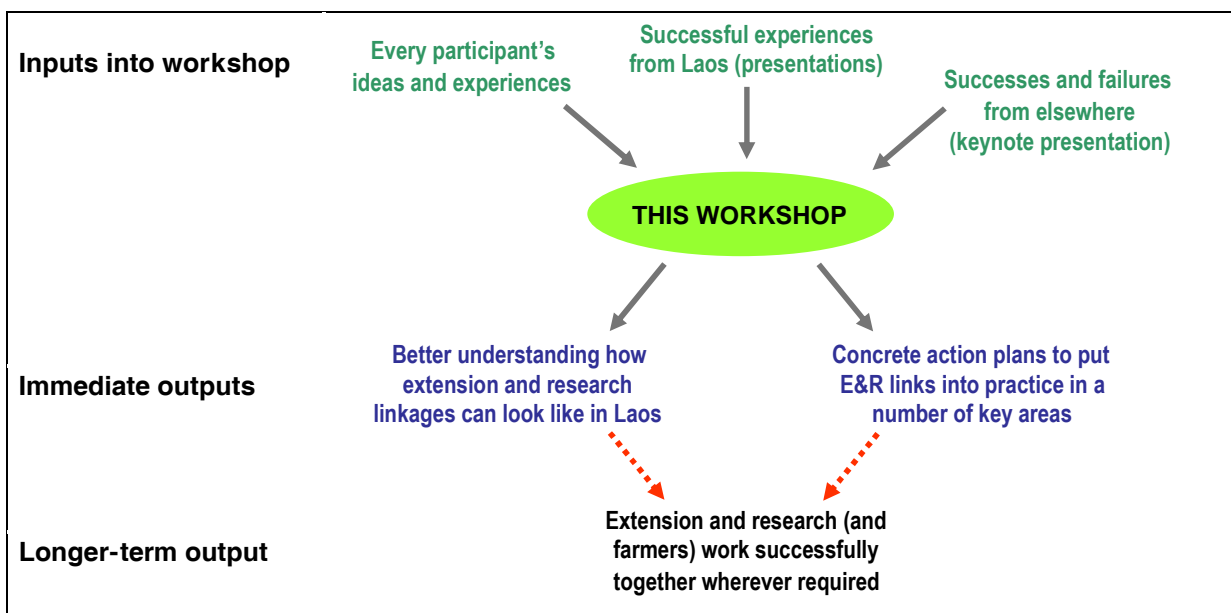 Inputs into workshop
Every participant's
ideas and experiences
Successful experiences
from Laos (presentations)
Successes and failures
from elsewhere
(keynote presentation)
THIS WORKSHOP
Immediate outputs
Better understanding how
extension and research
linkages can look like in Laos
Concrete action plans to put
E&R links into practice in a
number of key areas
Longer-term output
Extension and research (and
farmers) work successfully
together wherever required